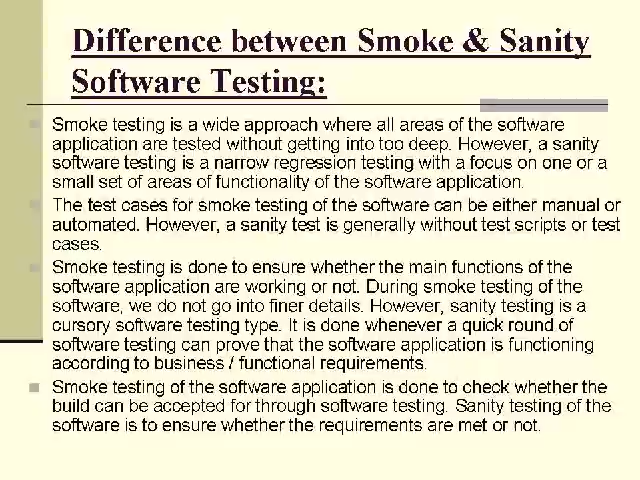 Difference between Smoke & Sanity
Software Testing:
Smoke testing is a wide approach where all areas of the software
application are tested without getting into too deep. However, a sanity
software testing is a narrow regression testing with a focus on one or a
small set of areas of functionality of the software application.
The test cases for smoke testing of the software can be either manual or
automated. However, a sanity test is generally without test scripts or test
cases.
Smoke testing is done to ensure whether the main functions of the
software application are working or not. During smoke testing of the
software, we do not go into finer details. However, sanity testing is a
cursory software testing type. It is done whenever a quick round of
software testing can prove that the software application is functioning
according to business / functional requirements.
Smoke testing of the software application is done to check whether the
build can be accepted for through software testing. Sanity testing of the
software is to ensure whether the requirements are met or not.